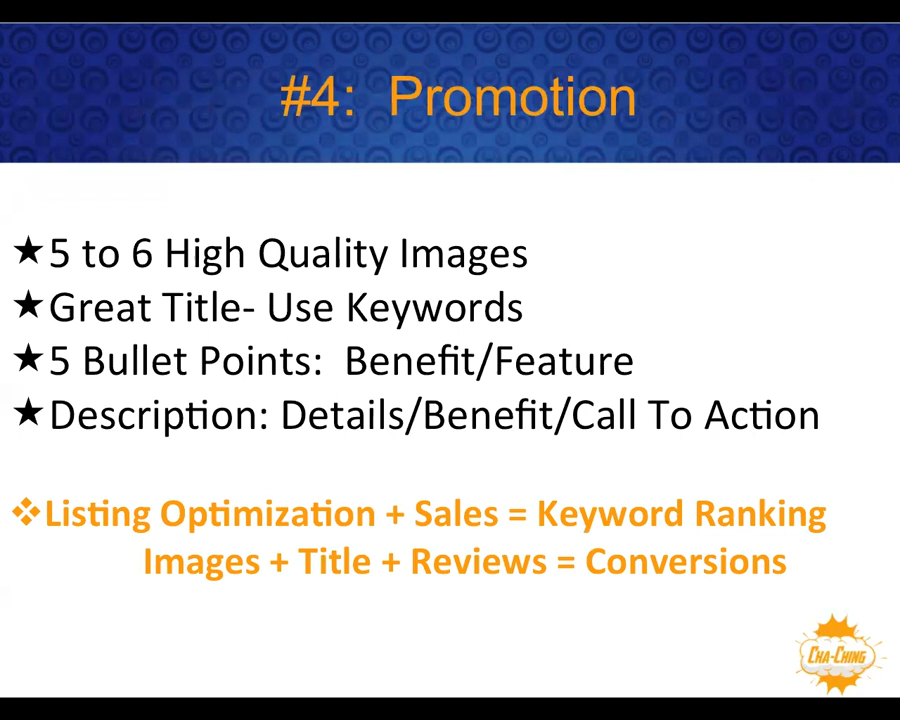 #4: Promotion
★5 to 6 High Quality Images
★Great Title- Use Keywords
★5 Bullet Points: Benefit/Feature
★Description: Details/Benefit/Call To Action
❖Listing Optimization + Sales = Keyword Ranking
Images + Title + Reviews = Conversions
CHA-CHING